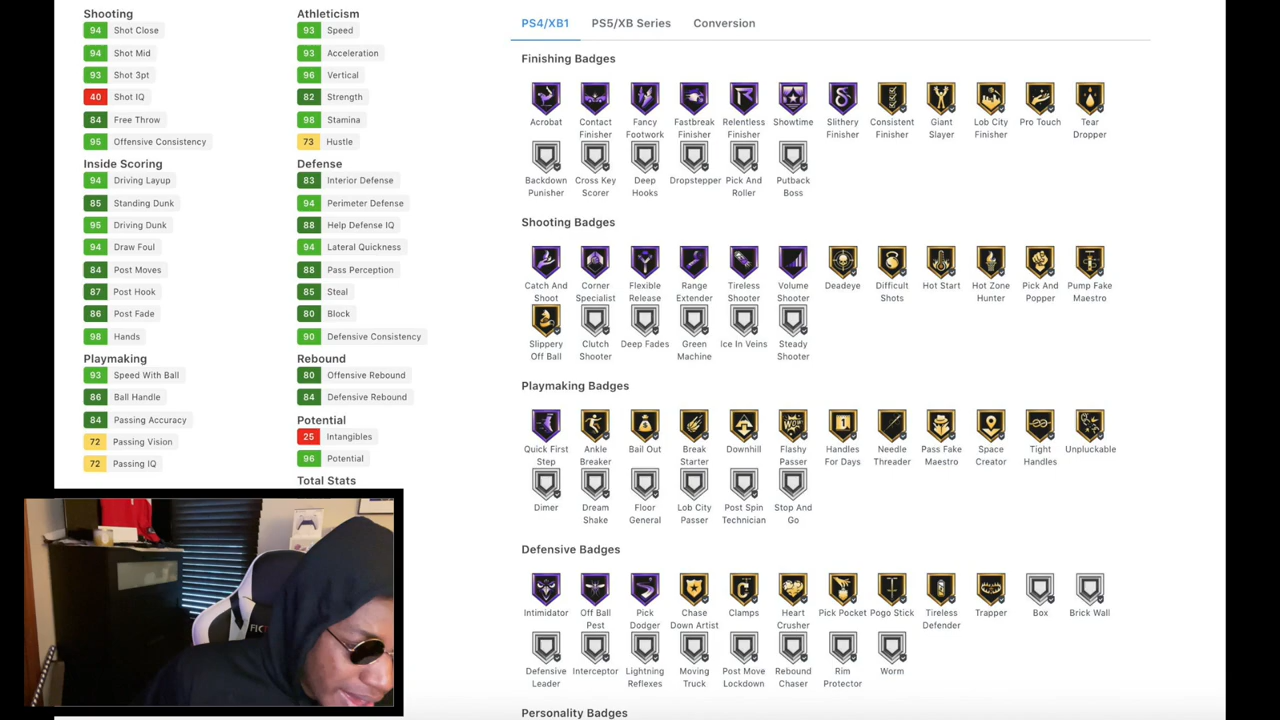 Shooting
94 Shot Close
94 Shot Mid
93 Shot 3pt
40 Shot IQ
84 Free Throw
95 Offensive Consistency
Inside Scoring
94 Driving Layup
85 Standing Dunk
95 Driving Dunk
94 Draw Foul
84 Post Moves
87 Post Hook
86 Post Fade
98 Hands
Playmaking
93 Speed With Ball
86 Ball Handle
84 Passing Accuracy
72 Passing Vision
72 Passing IQ
Athleticism
93 Speed
93 Acceleration
96 Vertical
82 Strength
98 Stamina
73 Hustle
Defense
83 Interior Defense
94 Perimeter Defense
88 Help Defense IQ
94 Lateral Quickness
88 Pass Perception
85 Steal
80 Block
90 Defensive Consistency
Rebound
80 Offensive Rebound
84 Defensive Rebound
Potential
25 Intangibles
96 Potential
Total Stats
PS4/XB1 PS5/XB Series Conversion
Finishing Badges
Acrobat Contact Fancy Fastbreak Relentless Showtime Slithery Consistent Giant Lob City Pro Touch Tear
Finisher Footwork Finisher Finisher Finisher Finisher Slayer Finisher Dropper
Backdown Cross Key Deep Dropstepper Pick And Putback
Punisher Scorer Hooks Roller Boss
Shooting Badges
Catch And Corner Flexible Range Tireless Volume Deadeye Difficult Hot Start Hot Zone Pick And Pump Fake
Shoot Specialist Release Extender Shooter Shooter Shots Hunter Popper Maestro
Slippery Clutch Deep Fades Green Ice In Veins Steady
Off Ball Shooter Machine Shooter
Playmaking Badges
Quick First Ankle Bail Out Break Downhill Flashy Handles Needle Pass Fake Space Tight Unpluckable
Step Breaker Starter Passer For Days Threader Maestro Creator Handles
Dimer Dream Floor Lob City Post Spin Stop And
Shake General Passer Technician Go
Defensive Badges
Intimidator Off Ball Pick Chase Clamps Heart Pick Pocket Pogo Stick Tireless Trapper Box Brick Wall
Pest Dodger Down Artist Crusher Defender
Defensive Interceptor Lightning Moving Post Move Rebound Rim Worm
Leader Reflexes Truck Lockdown Chaser Protector
Personality Badges